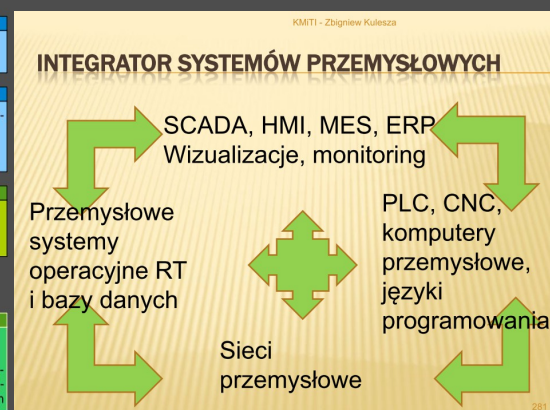 KMiTI - Zbigniew Kulesza
INTEGRATOR SYSTEMÓW PRZEMYSŁOWYCH
SCADA, HMI, MES, ERP
Wizualizacje, monitoring
Przemysłowe
systemy
operacyjne RT
i bazy danych
PLC, CNC,
komputery
przemysłowe,
języki
programowania
Sieci
przemysłowe
261